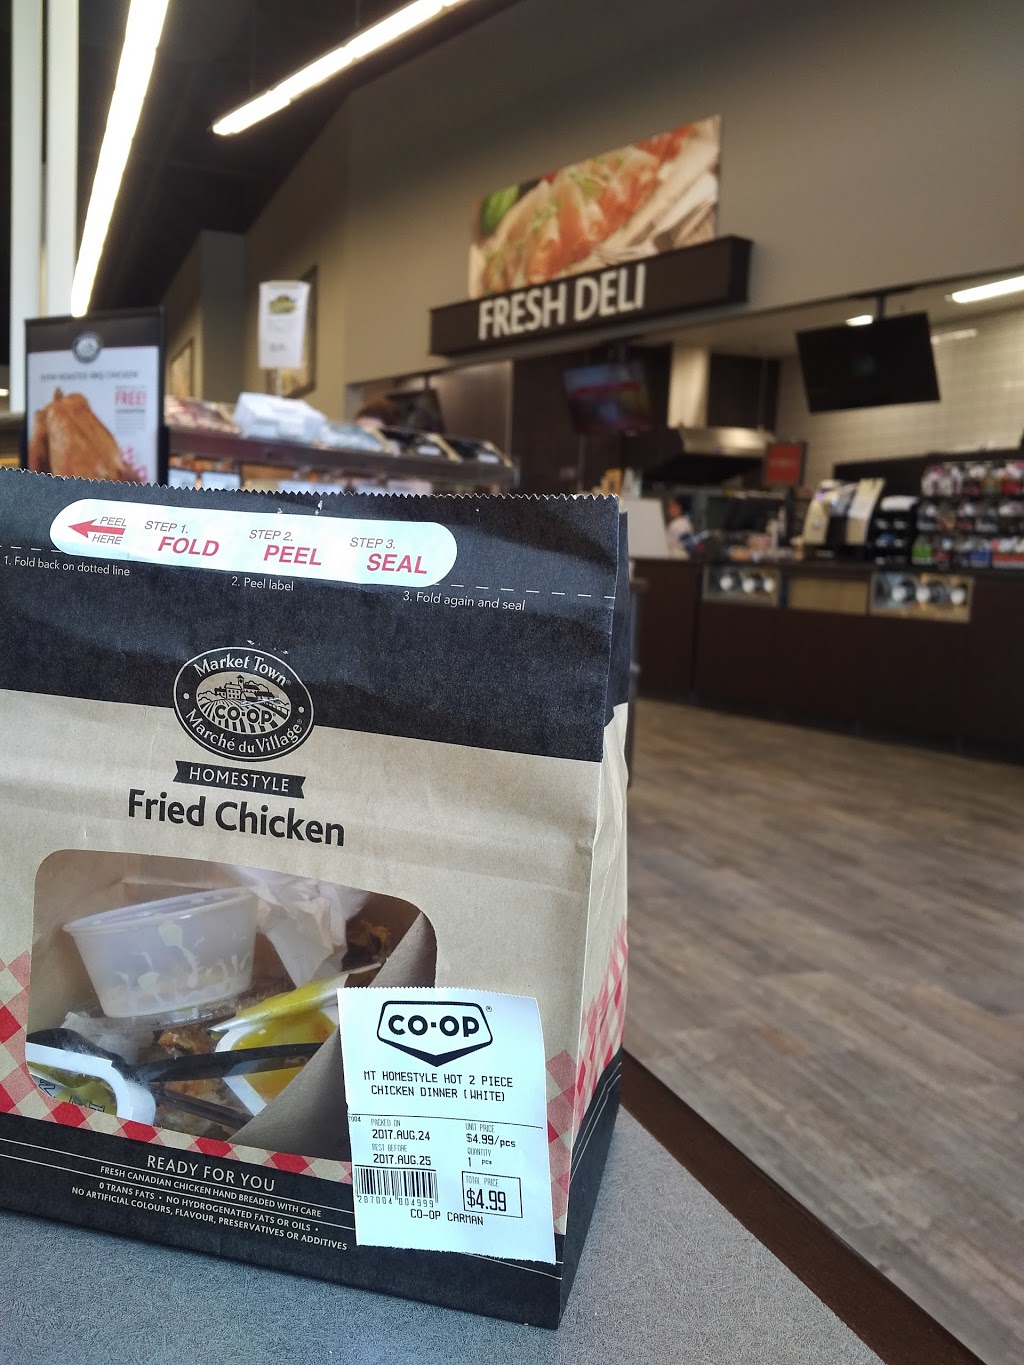 FRESH DELI
FREE!
PEEL
HERE
STEP 1.
FOLD
STEP 2.
PEEL
STEP 3.
SEAL
1. Fold back on dotted line
2. Peel label
3. Fold again and seal
Market Town
CO-OP
Marché du Village
HOMESTYLE
Fried Chicken
CO-OP®
MT HOMESTYLE HOT 2 PIECE
CHICKEN DINNER (WHITE)
PACKED ON
2017.AUG.24
UNIT PRICE
$4.99/pcs
BEST BEFORE
2017.AUG.25
QUANTITY
1 pcs
TOTAL PRICE
$4.99
207004 004999
CO-OP CARMAN
READY FOR YOU
FRESH CANADIAN CHICKEN HAND BREADED WITH CARE
0 TRANS FATS • NO HYDROGENATED FATS OR OILS •
NO ARTIFICIAL COLOURS, FLAVOUR, PRESERVATIVES OR ADDITIVES